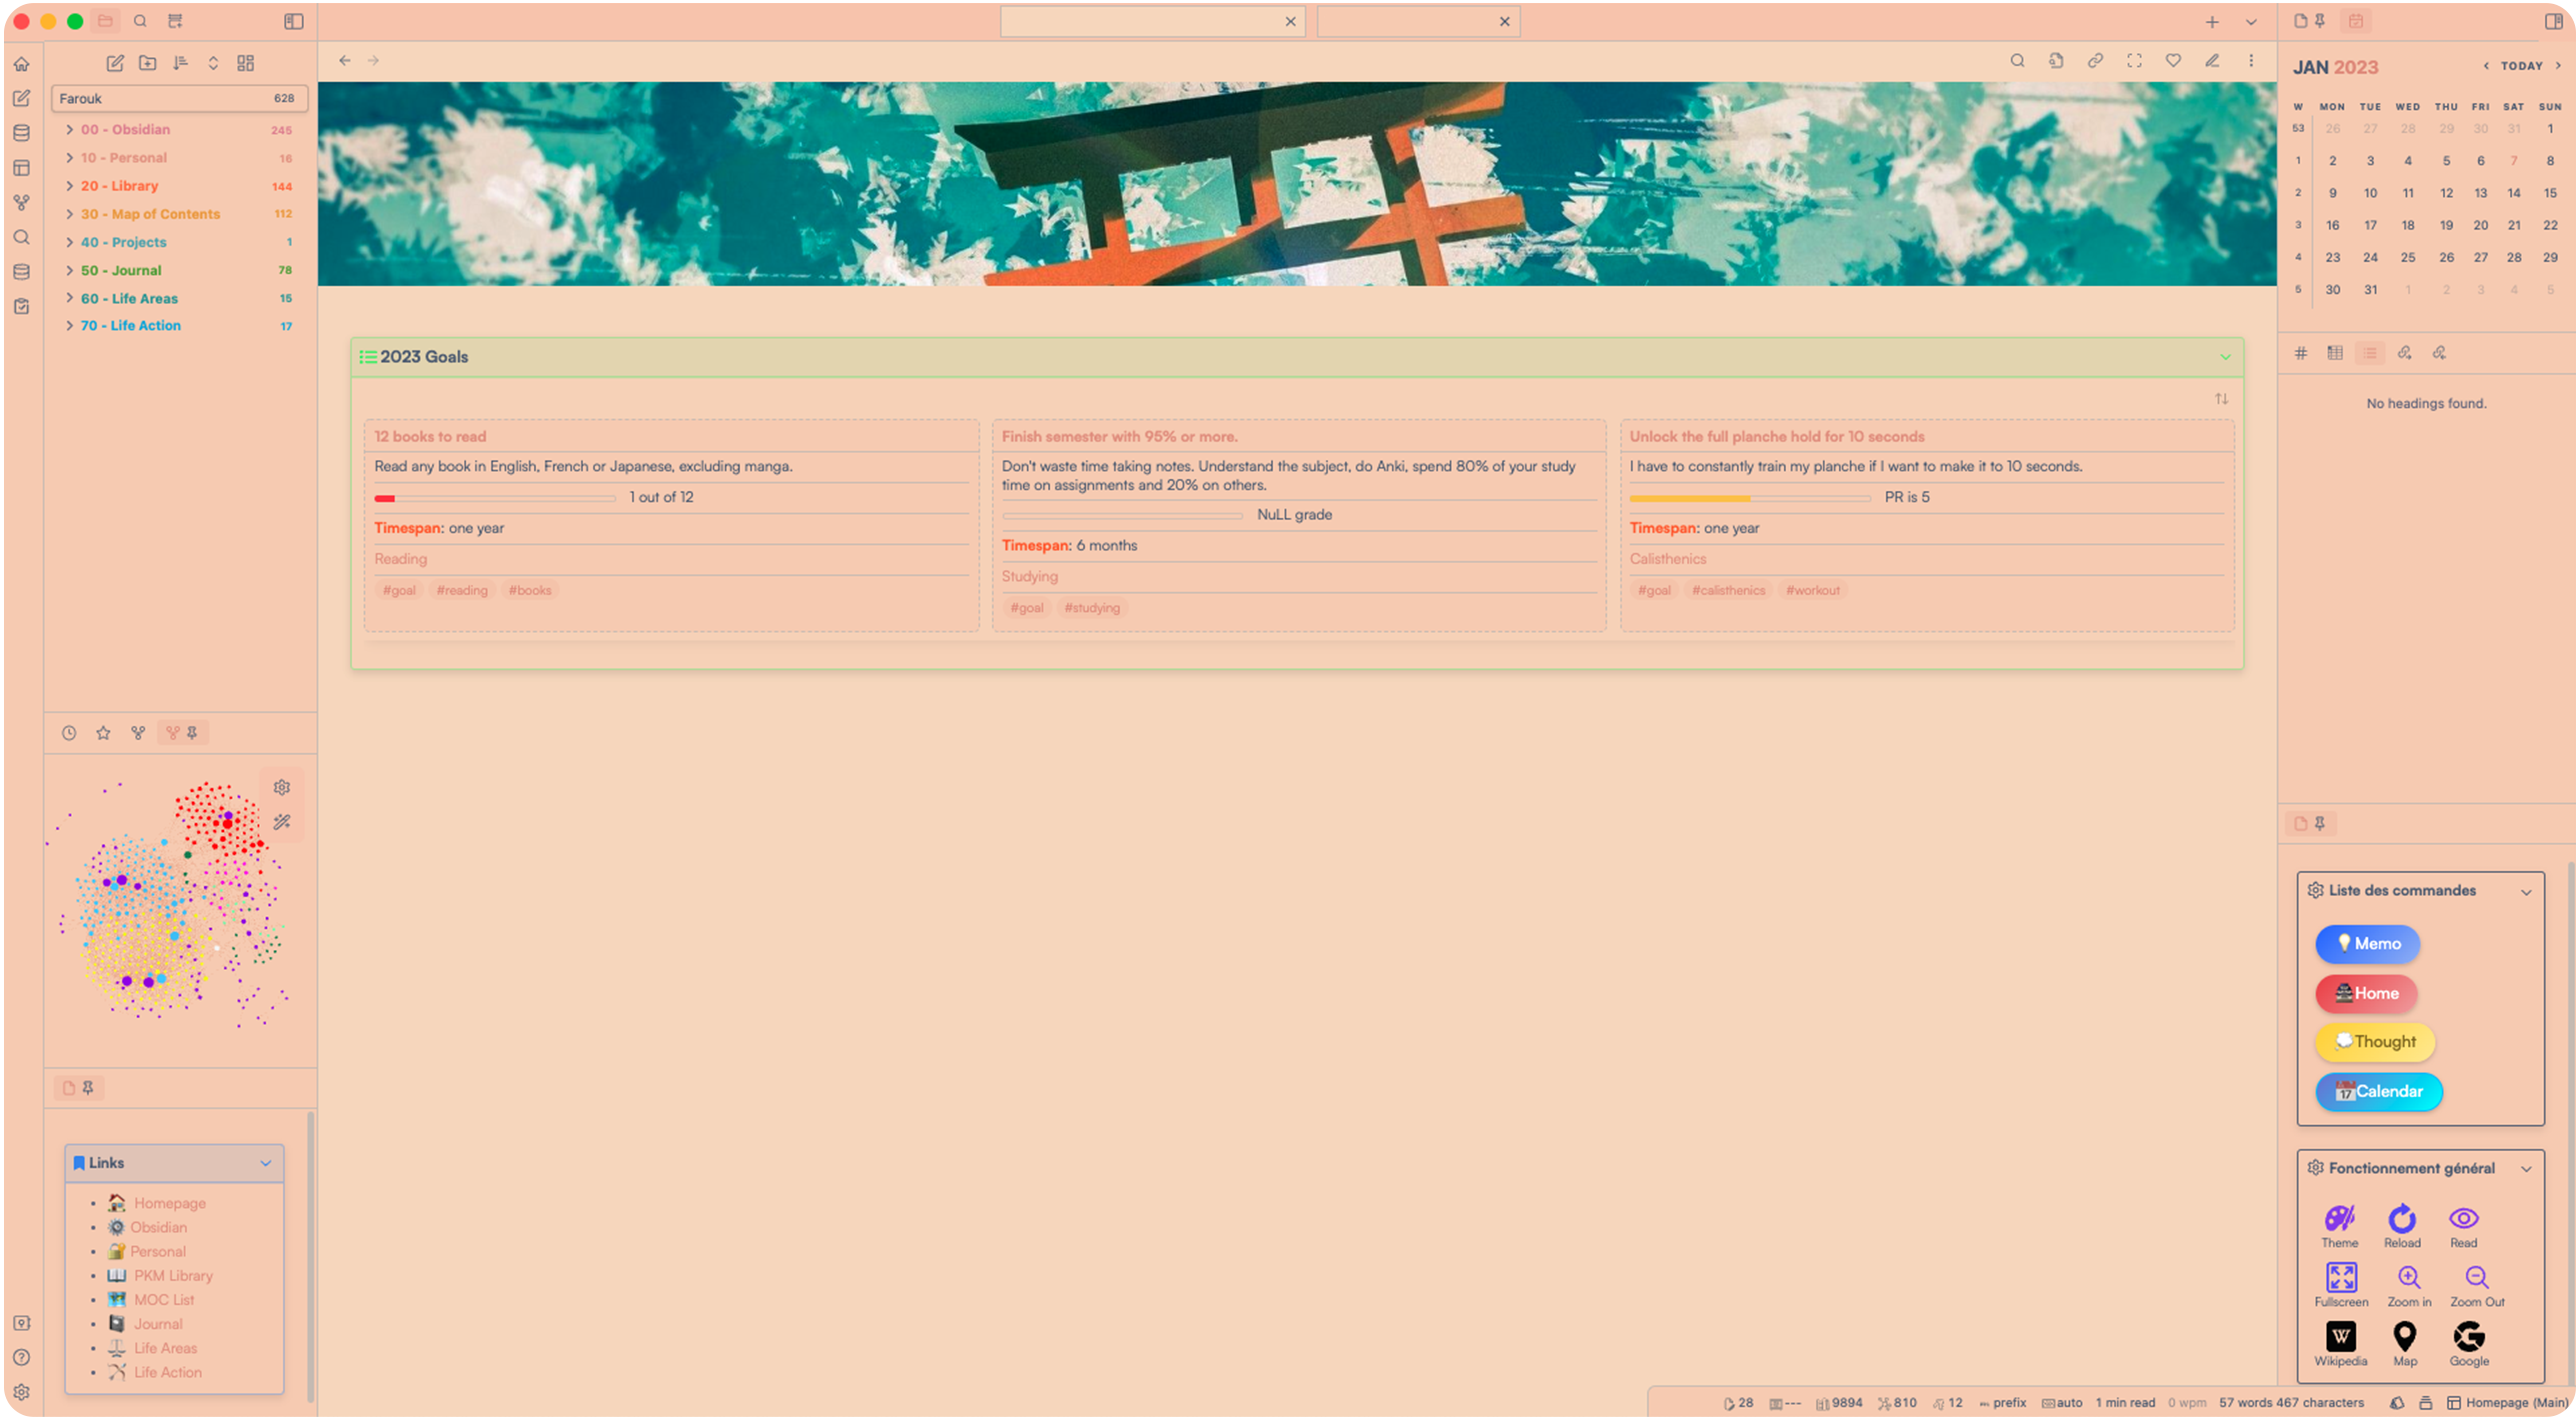 Farouk 628
00 - Obsidian 245
10 - Personal 16
20 - Library 144
30 - Map of Contents 112
40 - Projects 1
50 - Journal 78
60 - Life Areas 15
70 - Life Action 17
Links
Homepage
Obsidian
Personal
PKM Library
MOC List
Journal
Life Areas
Life Action
2023 Goals
12 books to read
Read any book in English, French or Japanese, excluding manga.
1 out of 12
Timespan: one year
Reading
#goal #reading #books
Finish semester with 95% or more.
Don't waste time taking notes. Understand the subject, do Anki, spend 80% of your study
time on assignments and 20% on others.
NuLL grade
Timespan: 6 months
Studying
#goal #studying
Unlock the full planche hold for 10 seconds
I have to constantly train my planche if I want to make it to 10 seconds.
PR is 5
Timespan: one year
Calisthenics
#goal #calisthenics #workout
JAN 2023 TODAY
W MON TUE WED THU FRI SAT SUN
53 26 27 28 29 30 31 1
1 2 3 4 5 6 7 8
2 9 10 11 12 13 14 15
3 16 17 18 19 20 21 22
4 23 24 25 26 27 28 29
5 30 31 1 2 3 4 5
No headings found.
Liste des commandes
Memo
Home
Thought
17 Calendar
Fonctionnement général
Theme Reload Read
Fullscreen Zoom in Zoom Out
W
Wikipedia Map Google
28 --- 9894 810 12 prefix auto 1 min read 0 wpm 57 words 467 characters Homepage (Main)